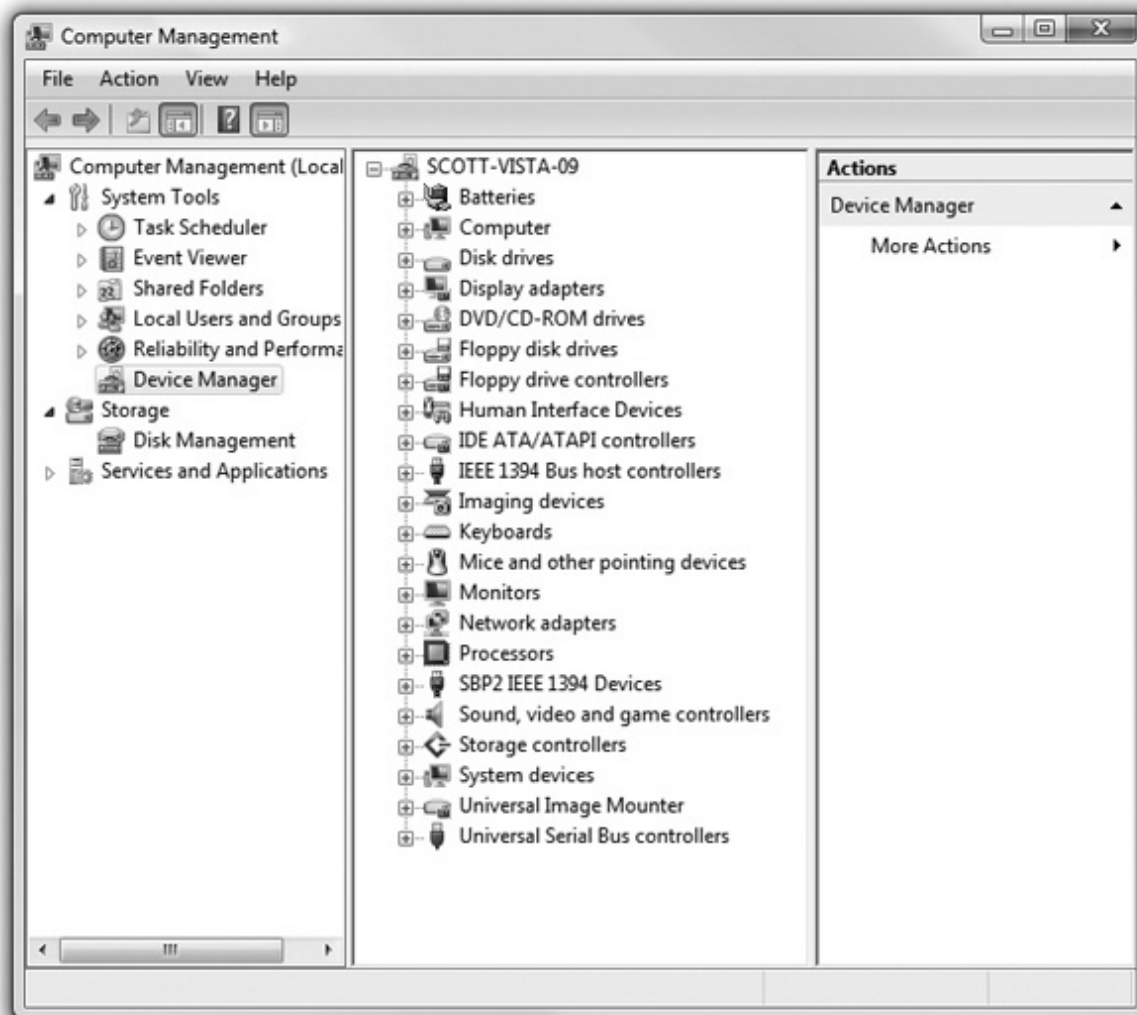 Computer Management
File Action View Help
Computer Management (Local
System Tools
Task Scheduler
Event Viewer
Shared Folders
Local Users and Groups
Reliability and Performa
Device Manager
Storage
Disk Management
Services and Applications
SCOTT-VISTA-09
Batteries
Computer
Disk drives
Display adapters
DVD/CD-ROM drives
Floppy disk drives
Floppy drive controllers
Human Interface Devices
IDE ATA/ATAPI controllers
IEEE 1394 Bus host controllers
Imaging devices
Keyboards
Mice and other pointing devices
Monitors
Network adapters
Processors
SBP2 IEEE 1394 Devices
Sound, video and game controllers
Storage controllers
System devices
Universal Image Mounter
Universal Serial Bus controllers
Actions
Device Manager
More Actions